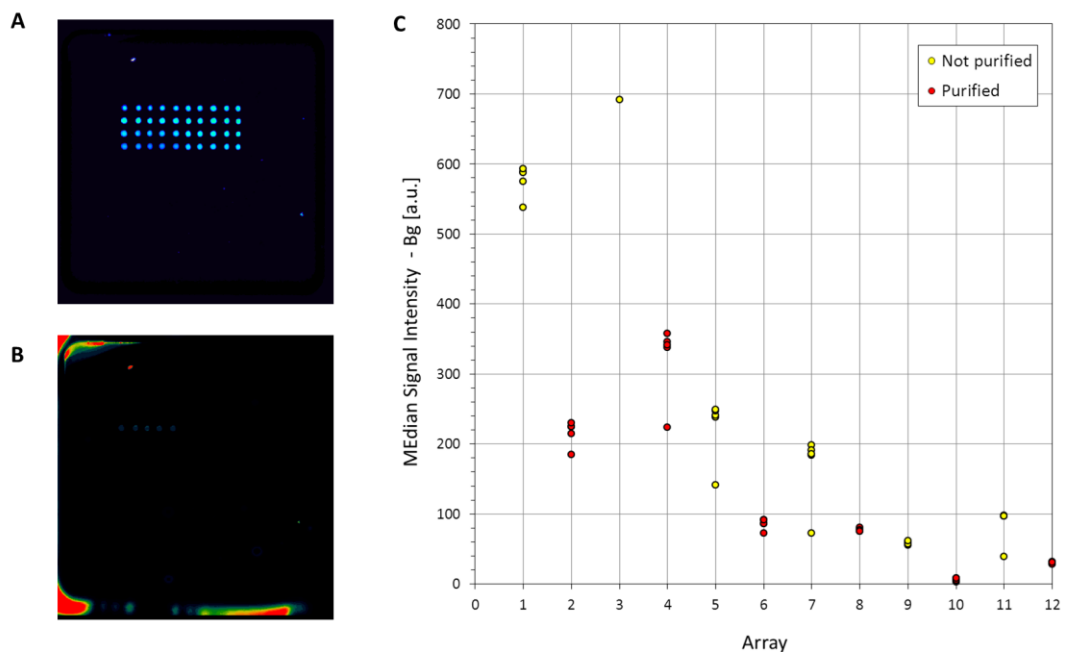 A
B
C
800
700
600
500
400
300
200
100
0
MEdian Signal Intensity - Bg [a.u.]
Not purified
Purified
0 1 2 3 4 5 6 7 8 9 10 11 12
Array